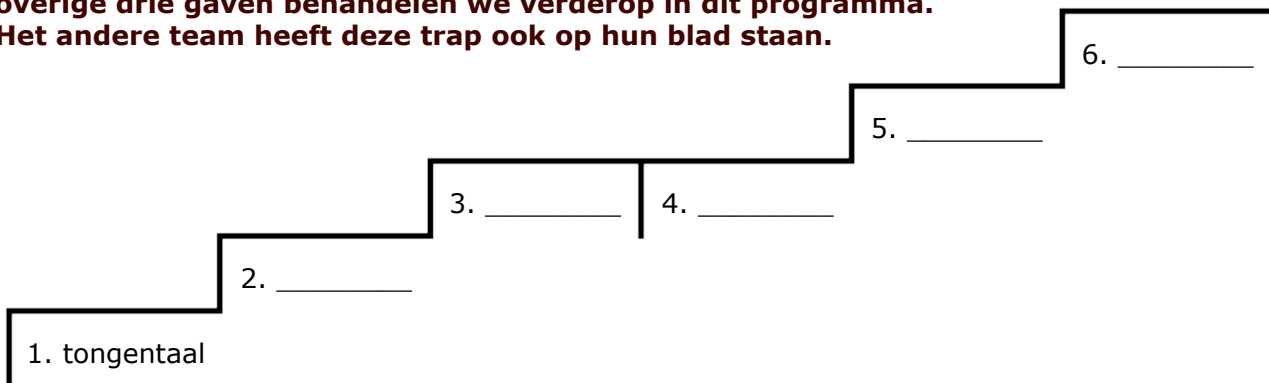 overige drie gaven behandelen we verderop in dit programma.
Het andere team heeft deze trap ook op hun blad staan.
6. ________
5. ________
3. ________ 4. ________
2. ________
1. tongentaal